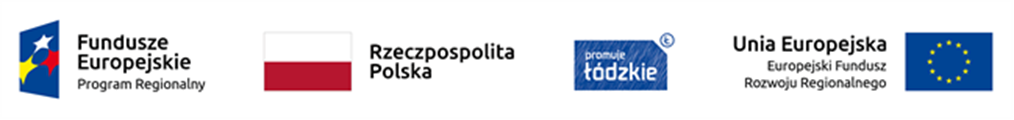 Fundusze
Europejskie
Program Regionalny
Rzeczpospolita
Polska
promuje
łódzkie
Unia Europejska
Europejski Fundusz
Rozwoju Regionalnego